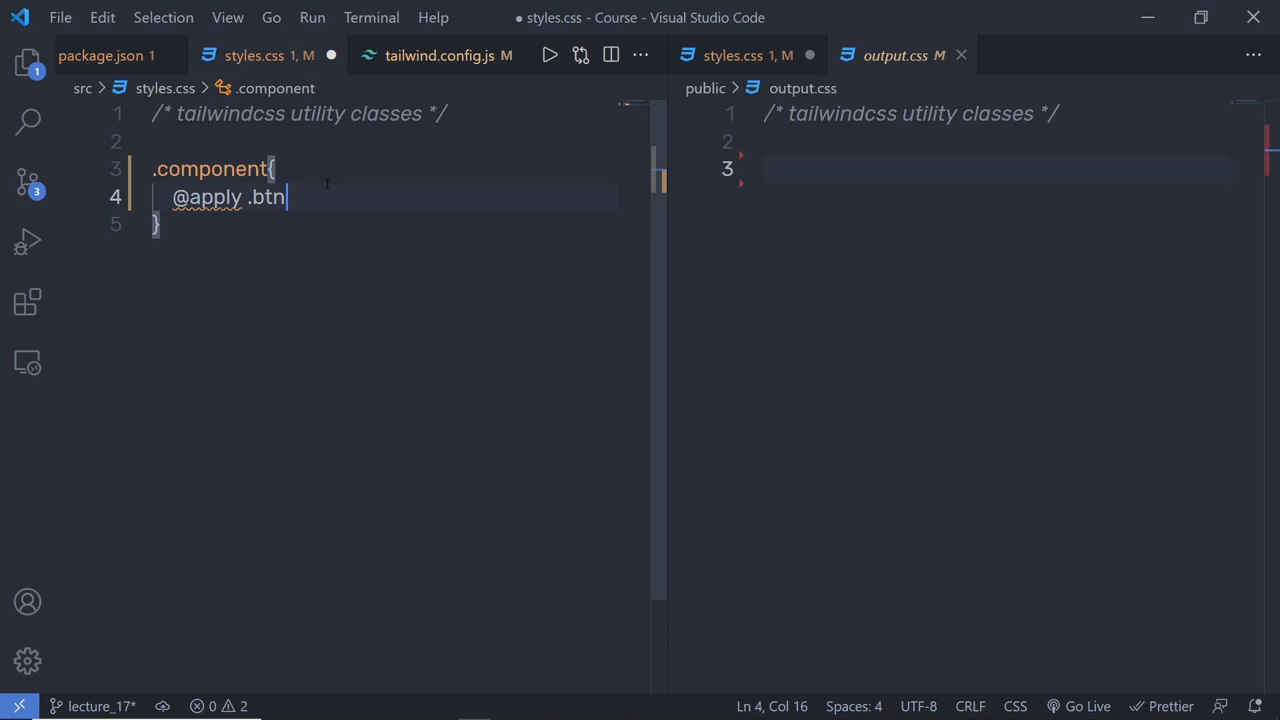 File Edit Selection View Go Run Terminal Help ● styles.css - Course - Visual Studio Code
package.json 1 styles.css 1, M tailwind.config.js M styles.css 1, M output.css M
src > styles.css > .component
public > output.css
1 /* tailwindcss utility classes */
2
3 .component{
4 @apply .btn
5 }
1 /* tailwindcss utility classes */
2
3
1
3
lecture_17* 0 2 Ln 4, Col 16 Spaces: 4 UTF-8 CRLF CSS Go Live Prettier